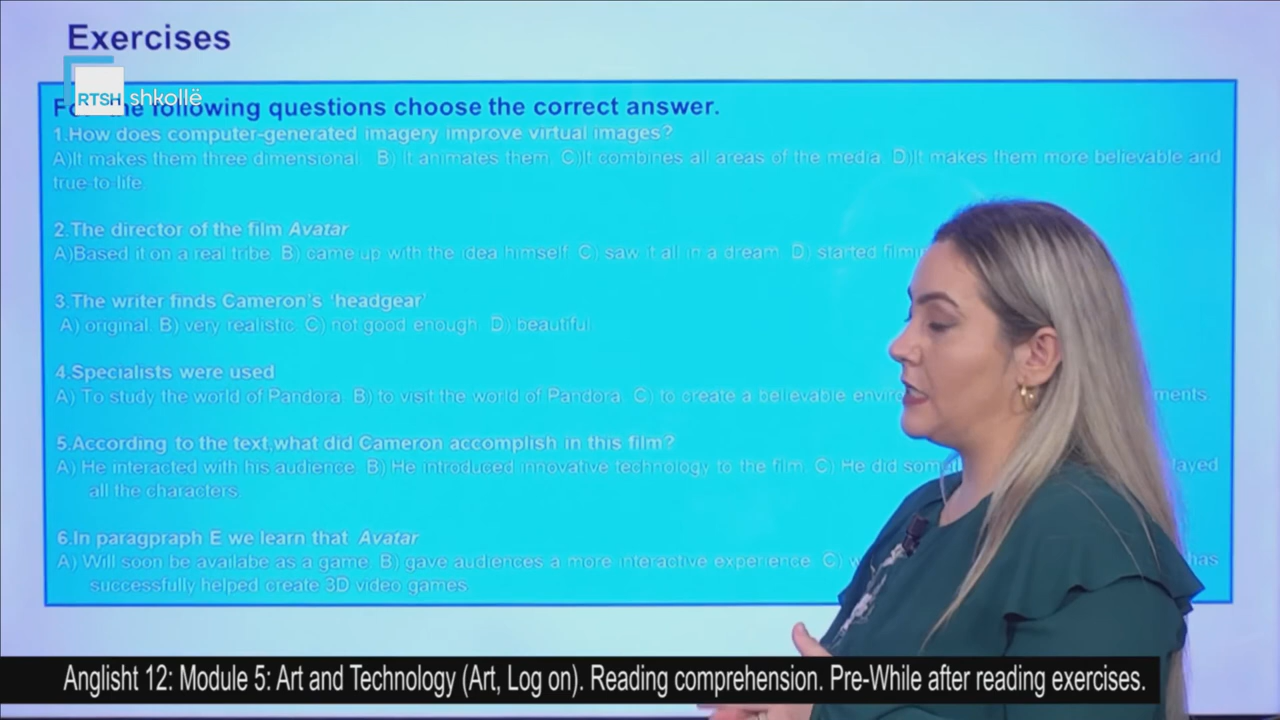 Exercises
RTSH shkollë
the following questions choose the correct answer.
1.How does computer-generated imagery improve virtual images?
A)It makes them three dimensional. B) It animates them. C)It combines all areas of the media. D)It makes them more believable and
true to life.
2.The director of the film Avatar
A)Based it on a real tribe. B) came up with the idea himself. C) saw it all in a dream. D) started
3.The writer finds Cameron's 'headgear'
A) original. B) very realistic. C) not good enough. D) beautiful.
4.Specialists were used
A) To study the world of Pandora. B) to visit the world of Pandora. C) to create a believable
5.According to the text,what did Cameron accomplish in this film?
A) He interacted with his audience. B) He introduced innovative technology to the film. C) He did
all the characters.
6.In paragpraph E we learn that Avatar
A) Will soon be availabe as a game. B) gave audiences a more interactive experience. C) has
successfully helped create 3D video games.
Anglisht 12: Module 5: Art and Technology (Art, Log on). Reading comprehension. Pre-While after reading exercises.